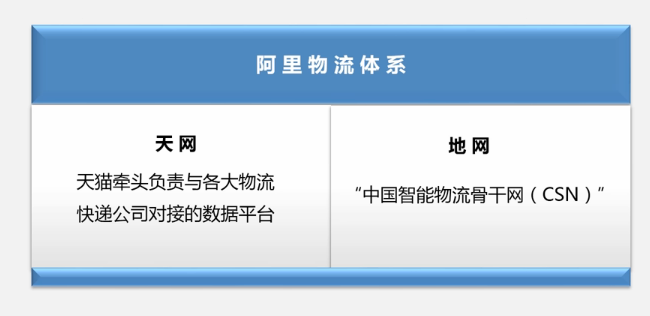 阿里物流体系
天网
天猫牵头负责与各大物流
快递公司对接的数据平台
地网
“中国智能物流骨干网（CSN）”